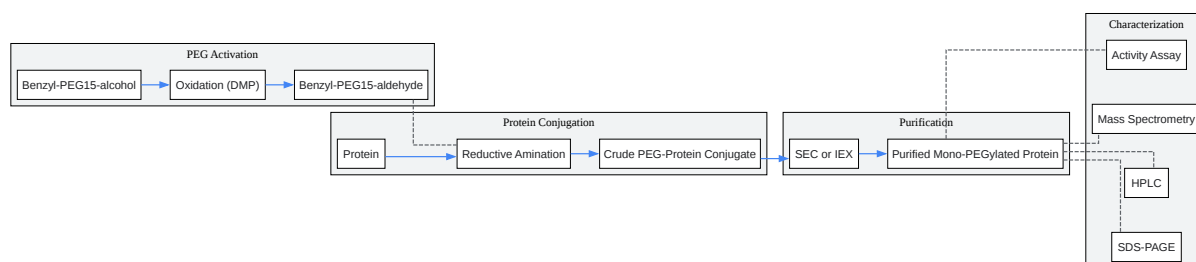 PEG Activation
Benzyl-PEG15-alcohol
Oxidation (DMP)
Benzyl-PEG15-aldehyde
Protein Conjugation
Protein
Reductive Amination
Crude PEG-Protein Conjugate
Purification
SEC or IEX
Purified Mono-PEGylated Protein
Characterization
Activity Assay
Mass Spectrometry
HPLC
SDS-PAGE